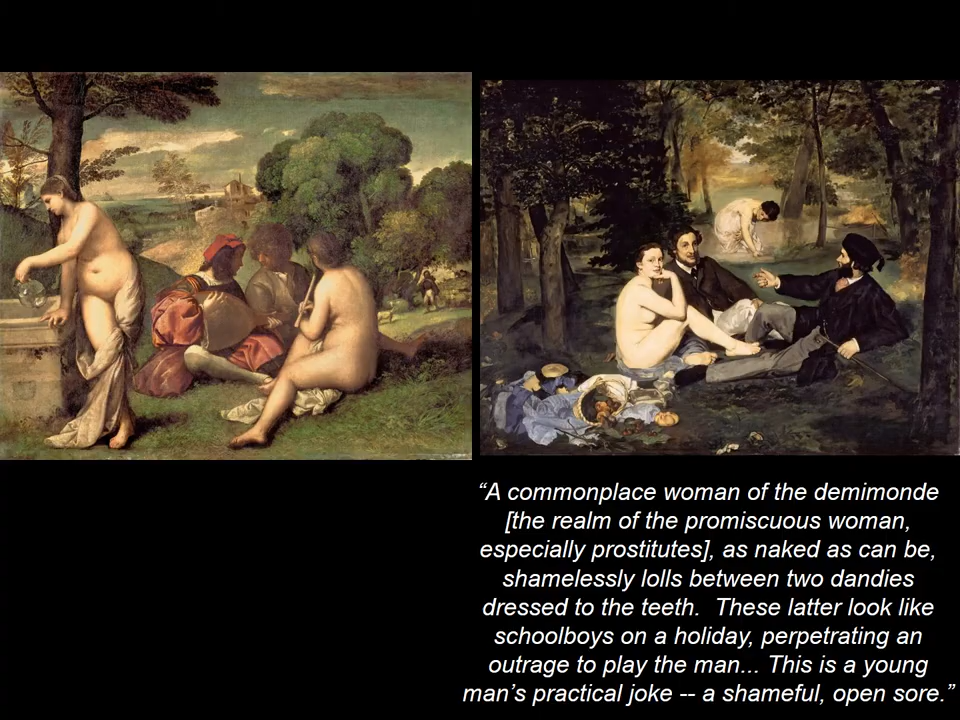 “A commonplace woman of the demimonde
[the realm of the promiscuous woman,
especially prostitutes], as naked as can be,
shamelessly lolls between two dandies
dressed to the teeth.  These latter look like
schoolboys on a holiday, perpetrating an
outrage to play the man... This is a young
man’s practical joke -- a shameful, open sore.”